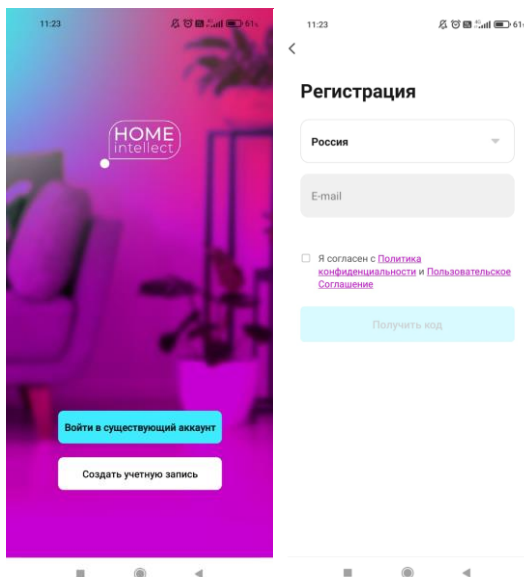 11:23
61
HOME
intellect
Войти в существующий аккаунт
Создать учетную запись
11:23
61
Регистрация
Россия
E-mail
Я согласен с Политика
конфиденциальности и Пользовательское
Соглашение
Получить код